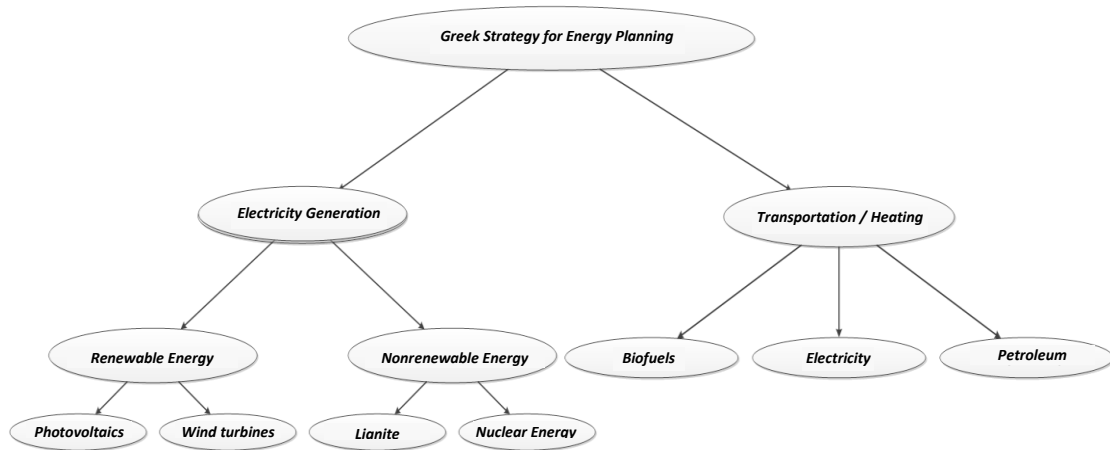 Greek Strategy for Energy Planning
Electricity Generation
Transportation / Heating
Renewable Energy
Nonrenewable Energy
Biofuels
Electricity
Petroleum
Photovoltaics
Wind turbines
Lianite
Nuclear Energy